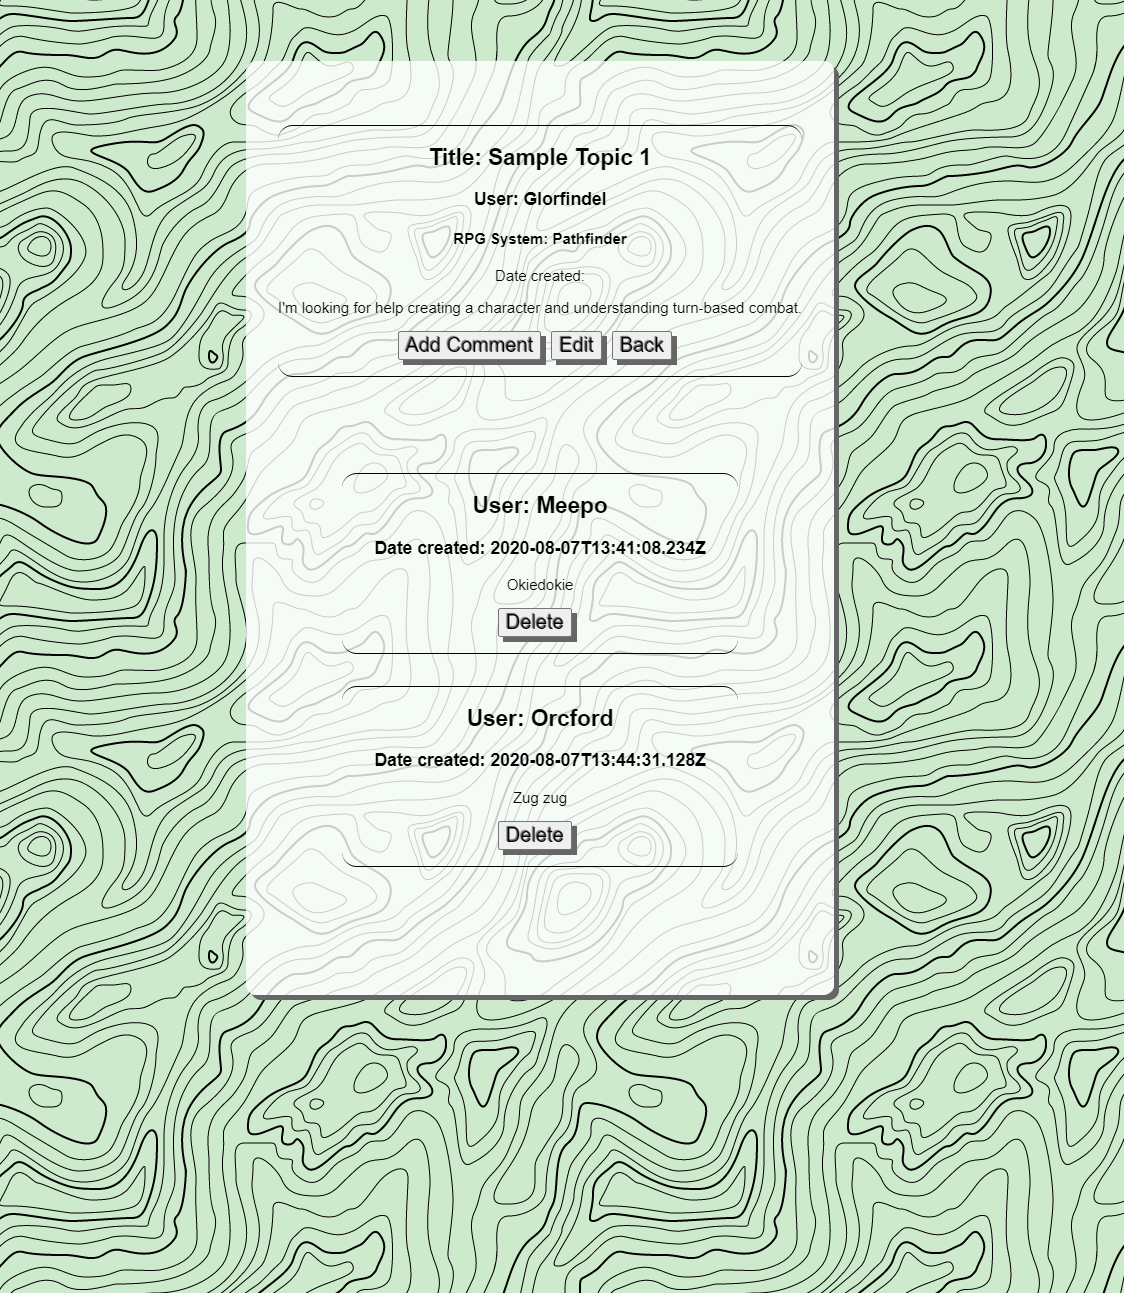 Title: Sample Topic 1
User: Glorfindel
RPG System: Pathfinder
Date created:
I'm looking for help creating a character and understanding turn-based combat.
Add Comment Edit Back
User: Meepo
Date created: 2020-08-07T13:41:08.234Z
Okiedokie
Delete
User: Orcford
Date created: 2020-08-07T13:44:31.128Z
Zug zug
Delete